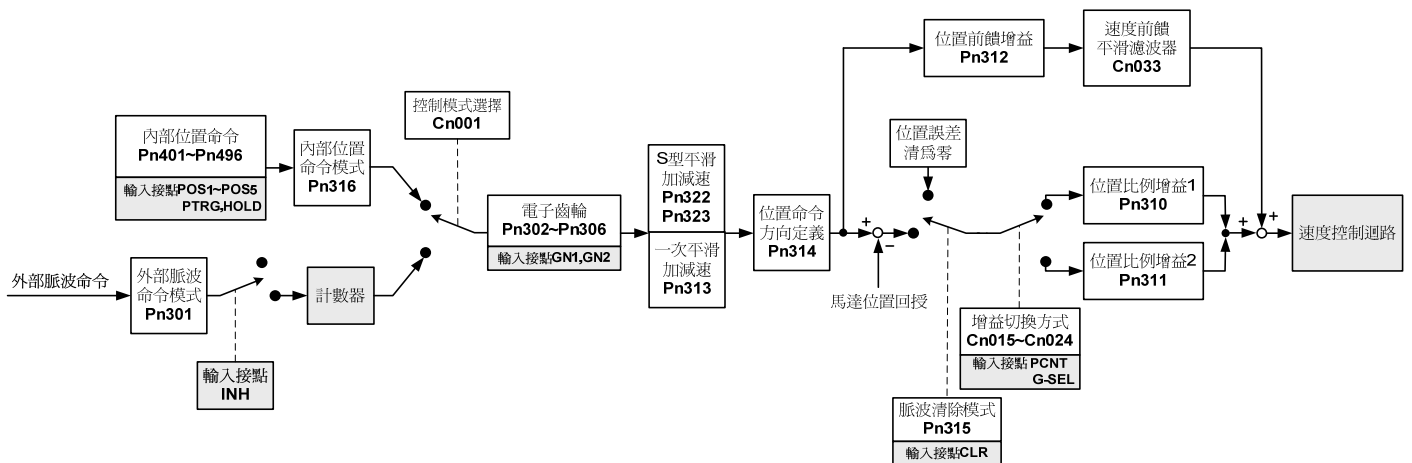 內部位置命令
Pn401~Pn496
輸入接點POS1~POS5
PTRG,HOLD
內部位置
命令模式
Pn316
控制模式選擇
Cn001
外部脈波命令
外部脈波
命令模式
Pn301
計數器
輸入接點
INH
電子齒輪
Pn302~Pn306
輸入接點GN1,GN2
S型平滑
加減速
Pn322
Pn323
一次平滑
加減速
Pn313
位置命令
方向定義
Pn314
+
−
馬達位置回授
位置誤差
清為零
位置前饋增益
Pn312
速度前饋
平滑濾波器
Cn033
位置比例增益1
Pn310
位置比例增益2
Pn311
+
+
速度控制迴路
增益切換方式
Cn015~Cn024
輸入接點 PCNT
G-SEL
脈波清除模式
Pn315
輸入接點CLR